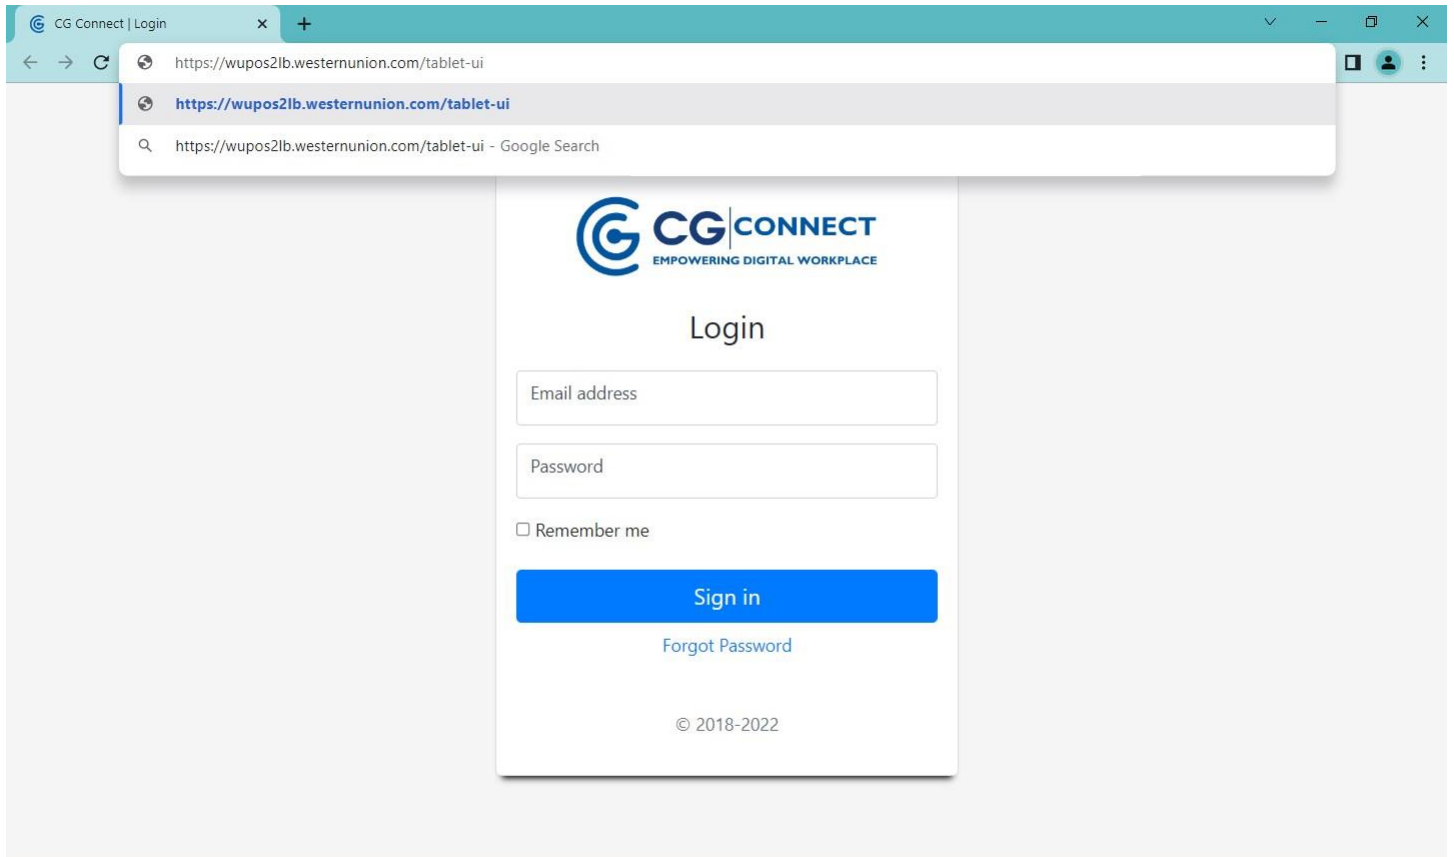 CG Connect | Login
https://wupos2lb.westernunion.com/tablet-ui
https://wupos2lb.westernunion.com/tablet-ui
https://wupos2lb.westernunion.com/tablet-ui - Google Search
CG CONNECT
EMPOWERING DIGITAL WORKPLACE
Login
Email address
Password
Remember me
Sign in
Forgot Password
© 2018-2022